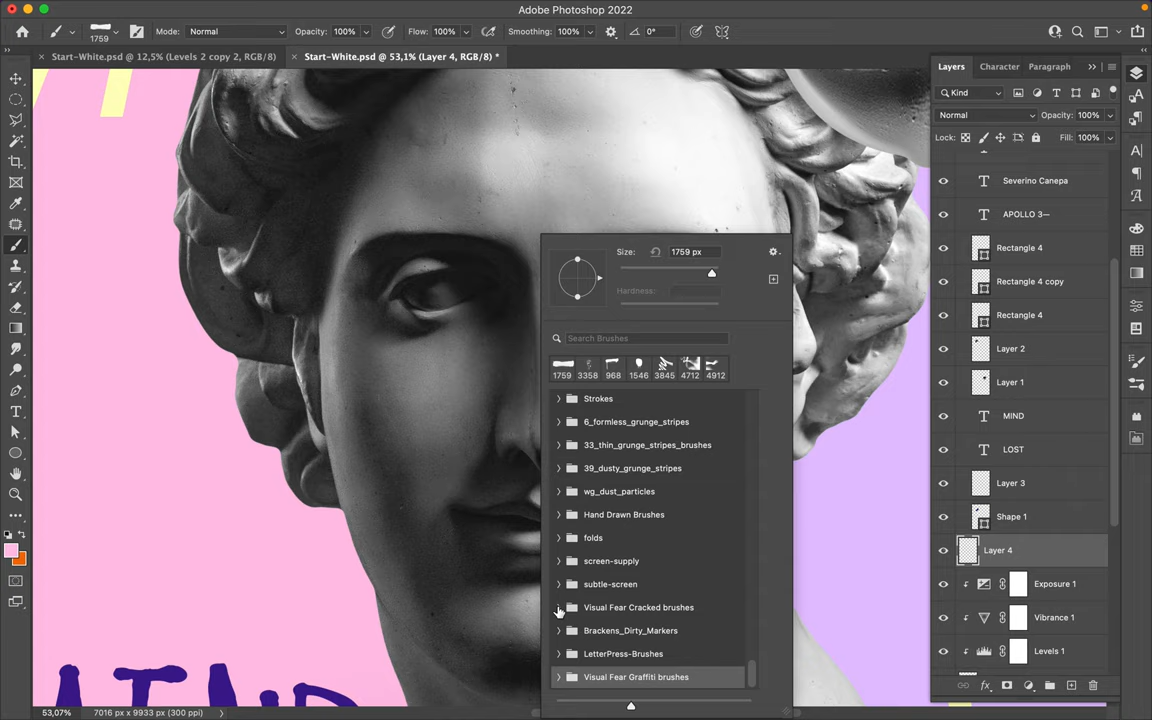 Adobe Photoshop 2022
1759
Mode: Normal
Opacity: 100%
Flow: 100%
Smoothing: 100%
0°
Start-White.psd @ 12,5% (Levels 2 copy 2, RGB/8)
Start-White.psd @ 53,1% (Layer 4, RGB/8) *
Layers
Character
Paragraph
Kind
Normal
Opacity: 100%
Lock:
Fill: 100%
Severino Canepa
APOLLO 3—
Rectangle 4
Rectangle 4 copy
Rectangle 4
Layer 2
Layer 1
MIND
LOST
Layer 3
Shape 1
Layer 4
Exposure 1
Vibrance 1
Levels 1
Size:
1759 px
Hardness:
Search Brushes
1759
3358
968
1546
3845
4712
4912
Strokes
6_formless_grunge_stripes
33_thin_grunge_stripes_brushes
39_dusty_grunge_stripes
wg_dust_particles
Hand Drawn Brushes
folds
screen-supply
subtle-screen
Visual Fear Cracked brushes
Brackens_Dirty_Markers
LetterPress-Brushes
Visual Fear Graffiti brushes
53,07%
7016 px x 9933 px (300 ppi)